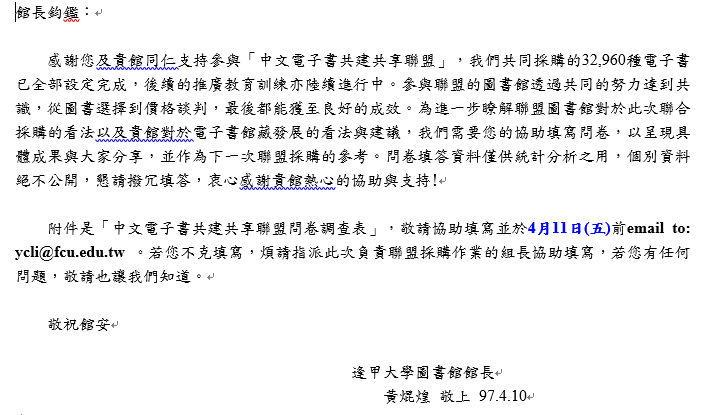 館長鈞鑑：
感謝您及貴館同仁支持參與「中文電子書共建共享聯盟」，我們共同採購的32,960種電子書
已全部設定完成，後續的推廣教育訓練亦陸續進行中。參與聯盟的圖書館透過共同的努力達到共
識，從圖書選擇到價格談判，最後都能獲至良好的成效。為進一步瞭解聯盟圖書館對於此次聯合
採購的看法以及貴館對於電子書館藏發展的看法與建議，我們需要您的協助填寫問卷，以呈現具
體成果與大家分享，並作為下一次聯盟採購的參考。問卷填答資料僅供統計分析之用，個別資料
絕不公開，懇請撥冗填答，衷心感謝貴館熱心的協助與支持!
附件是「中文電子書共建共享聯盟問卷調查表」，敬請協助填寫並於4月11日(五)前email to:
ycli@fcu.edu.tw 。若您不克填寫，煩請指派此次負責聯盟採購作業的組長協助填寫，若您有任何
問題，敬請也讓我們知道。
敬祝館安
逢甲大學圖書館館長
黃焜煌 敬上 97.4.10